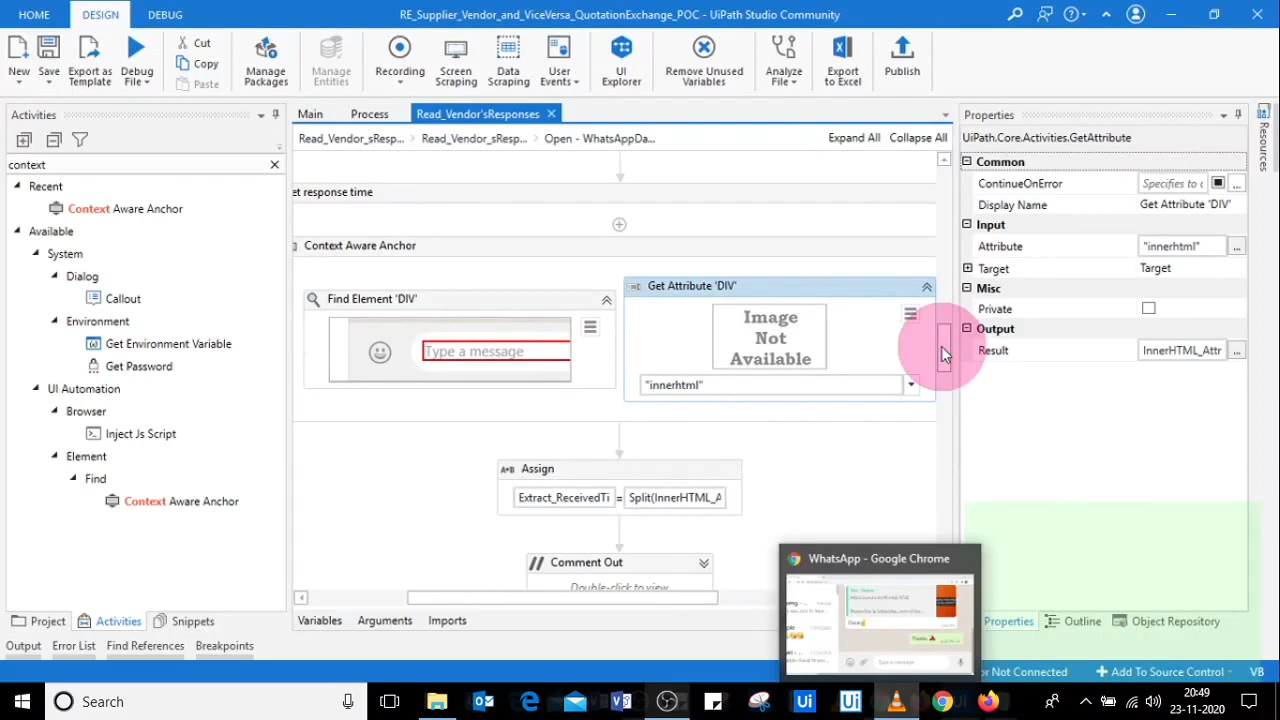 HOME DESIGN DEBUG RE_Supplier_Vendor_and_ViceVersa_QuotationExchange_POC - UiPath Studio Community
New Save Export as Template Debug File Cut Copy Paste Manage Packages Manage Entities Recording Screen Scraping Data Scraping User Events UI Explorer Remove Unused Variables Analyze File Export to Excel Publish
Activities
context
Recent
Context Aware Anchor
Available
System
Dialog
Callout
Environment
Get Environment Variable
Get Password
UI Automation
Browser
Inject Js Script
Element
Find
Context Aware Anchor
Project Activities Snippets
Main Process Read_Vendor'sResponses
Read_Vendor_sResp... Read_Vendor_sResp... Open - WhatsAppDa... Expand All Collapse All
et response time
Context Aware Anchor
Find Element 'DIV'
Type a message
Get Attribute 'DIV'
Image
Not
Available
"innerhtml"
Assign
Extract_ReceivedTi = Split(InnerHTML_A
// Comment Out
Double-click to view
Variables Arguments Imports
WhatsApp - Google Chrome
Type a message
Properties
UiPath.Core.Activities.GetAttribute
Common
ContinueOnError Specifies to c ...
Display Name Get Attribute 'DIV'
Input
Attribute "innerhtml" ...
Target Target
Misc
Private
Output
Result InnerHTML_Attr ...
Properties Outline Object Repository
Resources
Output Error List Find References Breakpoints
or Not Connected Add To Source Control VB
Search
20:49
23-11-2020